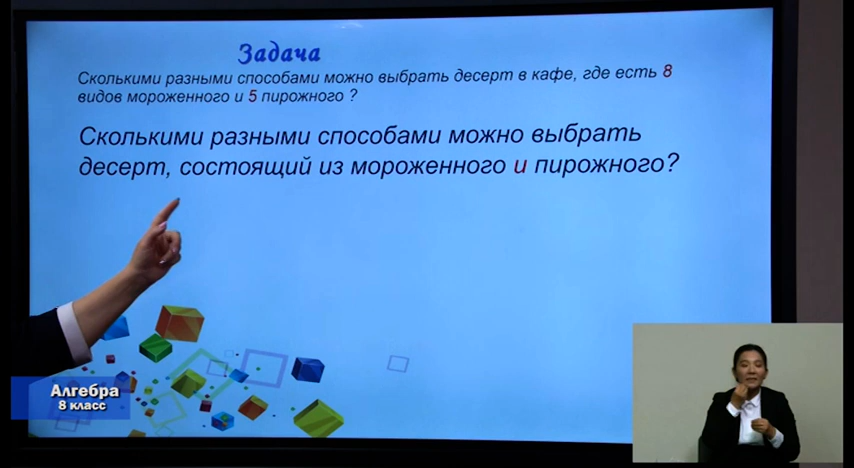 Задача
Сколькими разными способами можно выбрать десерт в кафе, где есть 8
видов мороженного и 5 пирожного ?
Сколькими разными способами можно выбрать
десерт, состоящий из мороженного и пирожного?
Алгебра
8 класс